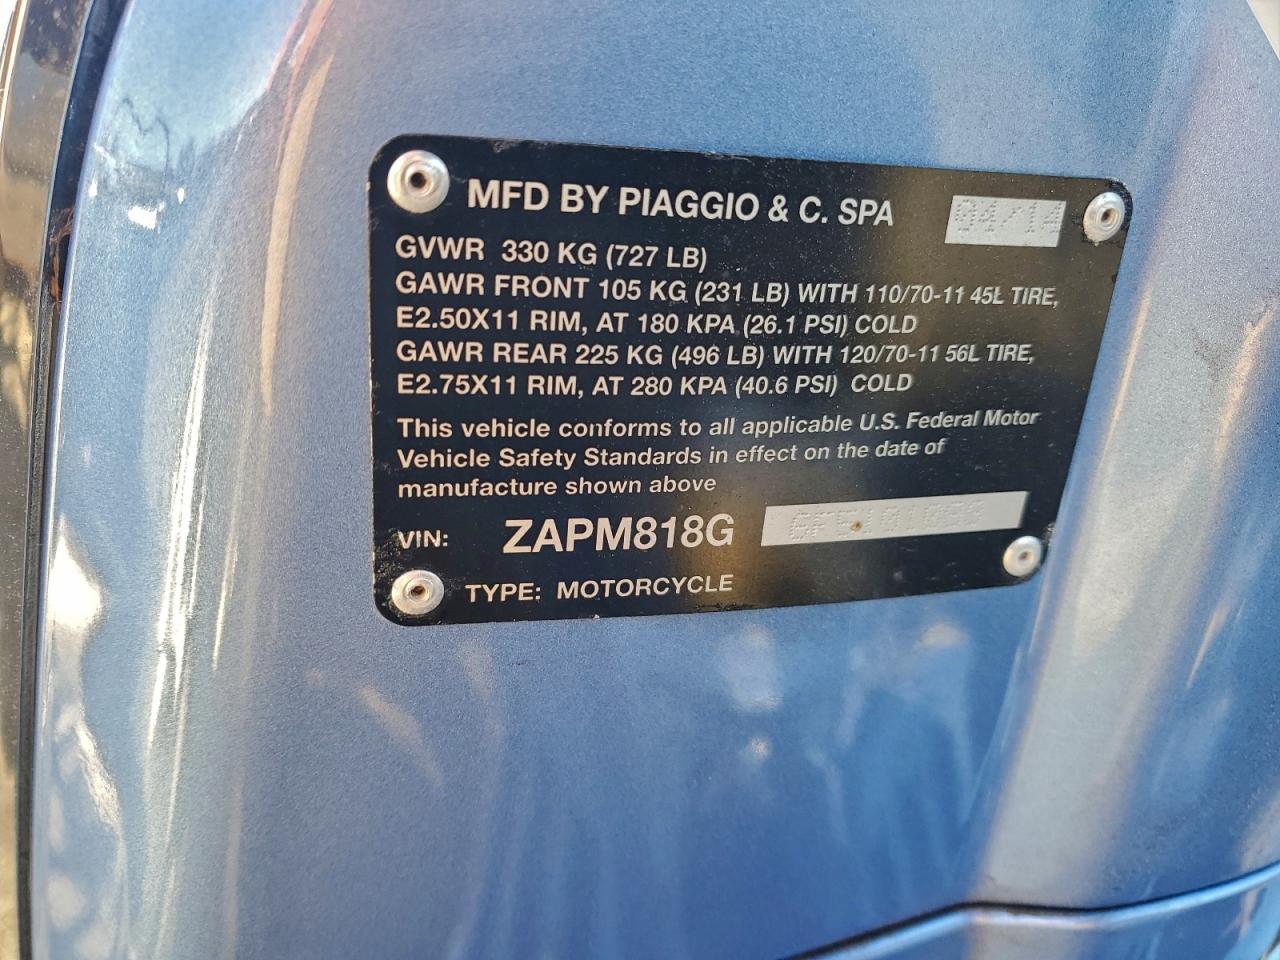 MFD BY PIAGGIO & C. SPA 04/14
GVWR 330 KG (727 LB)
GAWR FRONT 105 KG (231 LB) WITH 110/70-11 45L TIRE,
E2.50X11 RIM, AT 180 KPA (26.1 PSI) COLD
GAWR REAR 225 KG (496 LB) WITH 120/70-11 56L TIRE,
E2.75X11 RIM, AT 280 KPA (40.6 PSI) COLD
This vehicle conforms to all applicable U.S. Federal Motor
Vehicle Safety Standards in effect on the date of
manufacture shown above
VIN: ZAPM818G
TYPE: MOTORCYCLE